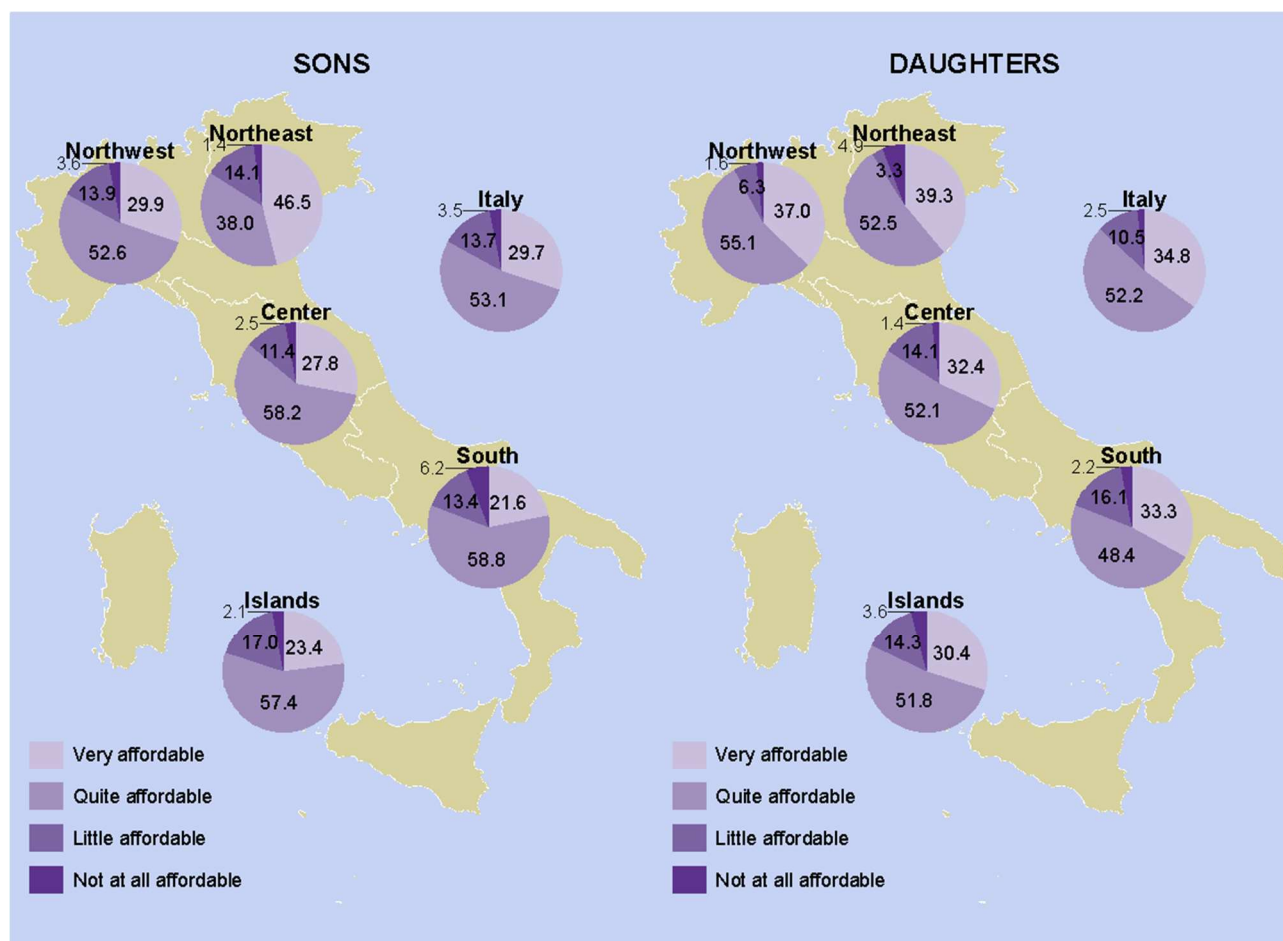 SONS
Northeast
1.4
14.1
46.5
38.0
Northwest
3.6
13.9
29.9
52.6
Italy
3.5
13.7
29.7
53.1
Center
2.5
11.4
27.8
58.2
South
6.2
13.4
21.6
58.8
Islands
2.1
17.0
23.4
57.4
Very affordable
Quite affordable
Little affordable
Not at all affordable
DAUGHTERS
Northeast
4.9
3.3
39.3
52.5
Northwest
1.6
6.3
37.0
55.1
Italy
2.5
10.5
34.8
52.2
Center
1.4
14.1
32.4
52.1
South
2.2
16.1
33.3
48.4
Islands
3.6
14.3
30.4
51.8
Very affordable
Quite affordable
Little affordable
Not at all affordable